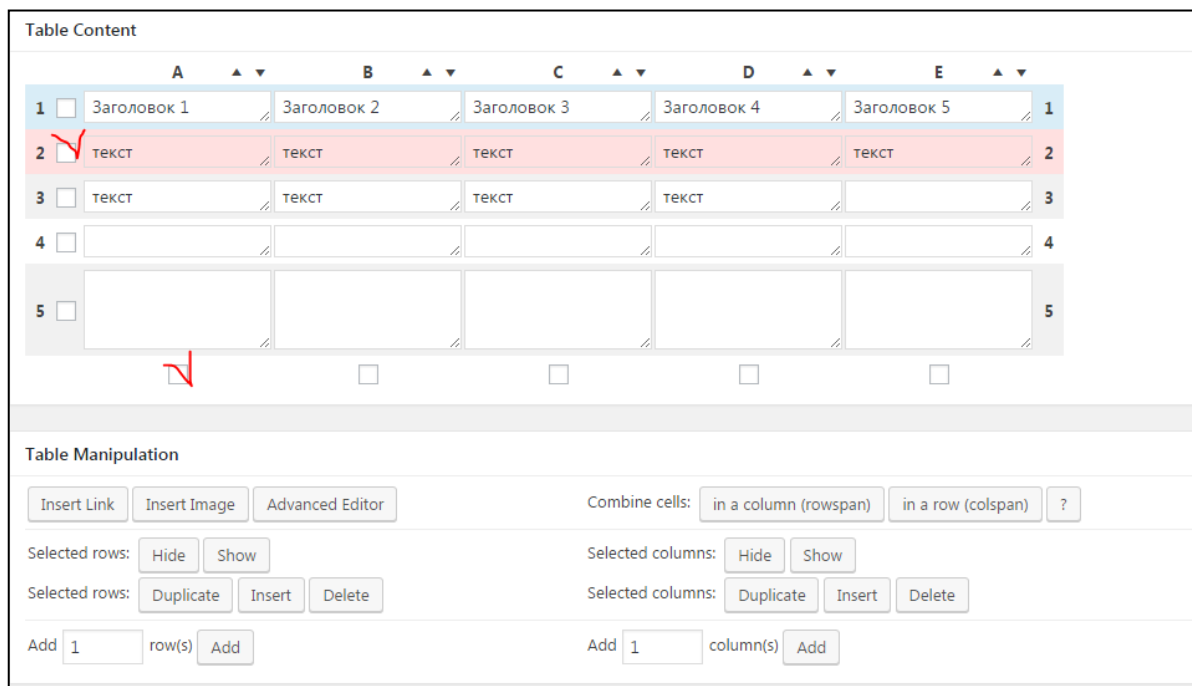 Table Content
A ▲ ▼ B ▲ ▼ C ▲ ▼ D ▲ ▼ E ▲ ▼
1 Заголовок 1 Заголовок 2 Заголовок 3 Заголовок 4 Заголовок 5 1
2 текст текст текст текст текст 2
3 текст текст текст текст 3
4 4
5 5
Table Manipulation
Insert Link Insert Image Advanced Editor Combine cells: in a column (rowspan) in a row (colspan) ?
Selected rows: Hide Show Selected columns: Hide Show
Selected rows: Duplicate Insert Delete Selected columns: Duplicate Insert Delete
Add 1 row(s) Add Add 1 column(s) Add